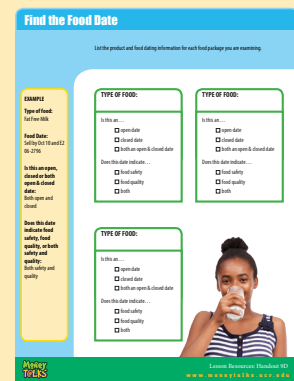 Find the Food Date
List the product and food dating information for each food package you are examining.
EXAMPLE
Type of food:
Fat Free Milk
Food Date:
Sell by Oct 10 and E2
06-2796
Is this an open,
closed or both
open & closed
date:
Both open and
closed
Does this date
indicate food
safety, food
quality, or both
safety and
quality:
Both safety and
quality
TYPE OF FOOD:
Is this an…
open date
closed date
both an open & closed date
Does this date indicate…
food safety
food quality
both
TYPE OF FOOD:
Is this an…
open date
closed date
both an open & closed date
Does this date indicate…
food safety
food quality
both
TYPE OF FOOD:
Is this an…
open date
closed date
both an open & closed date
Does this date indicate…
food safety
food quality
both
Money
TALKS
Lesson Resources: Handout 9D
www.moneytalks.ucr.edu